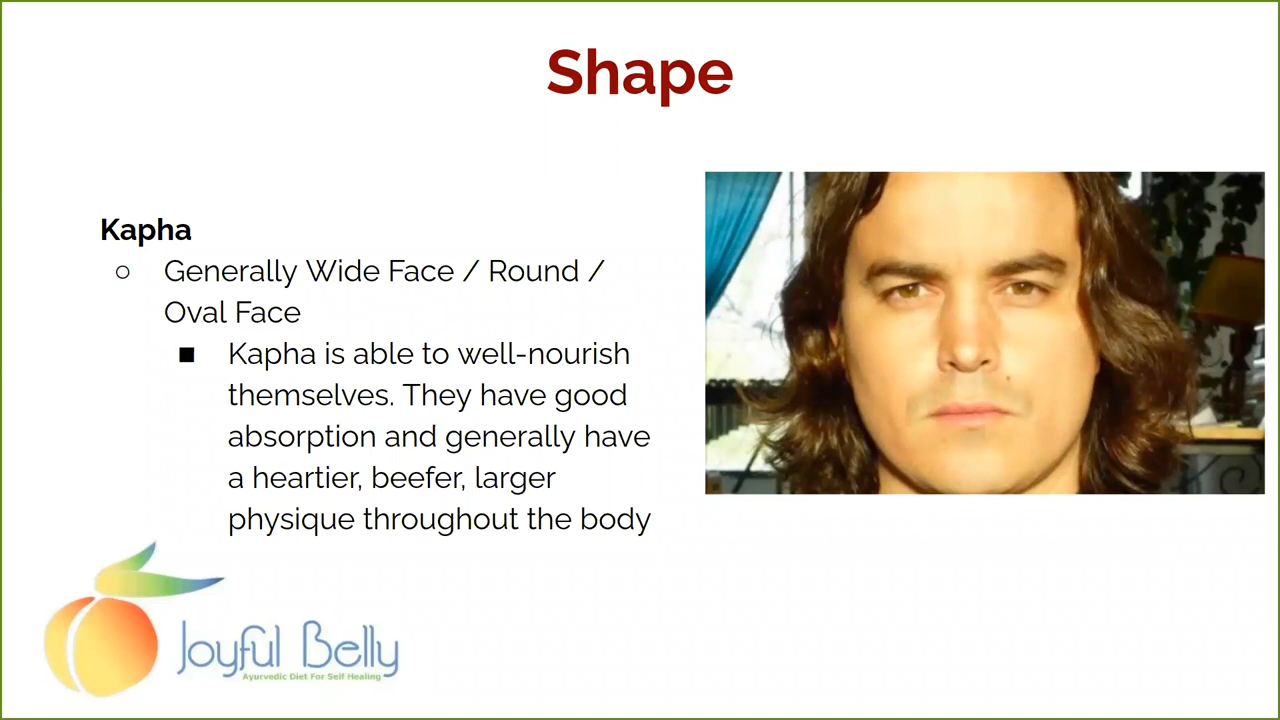 Shape
Kapha
○ Generally Wide Face / Round /
Oval Face
■ Kapha is able to well-nourish
themselves. They have good
absorption and generally have
a heartier, beefer, larger
physique throughout the body
Joyful Belly
Ayurvedic Diet For Self Healing